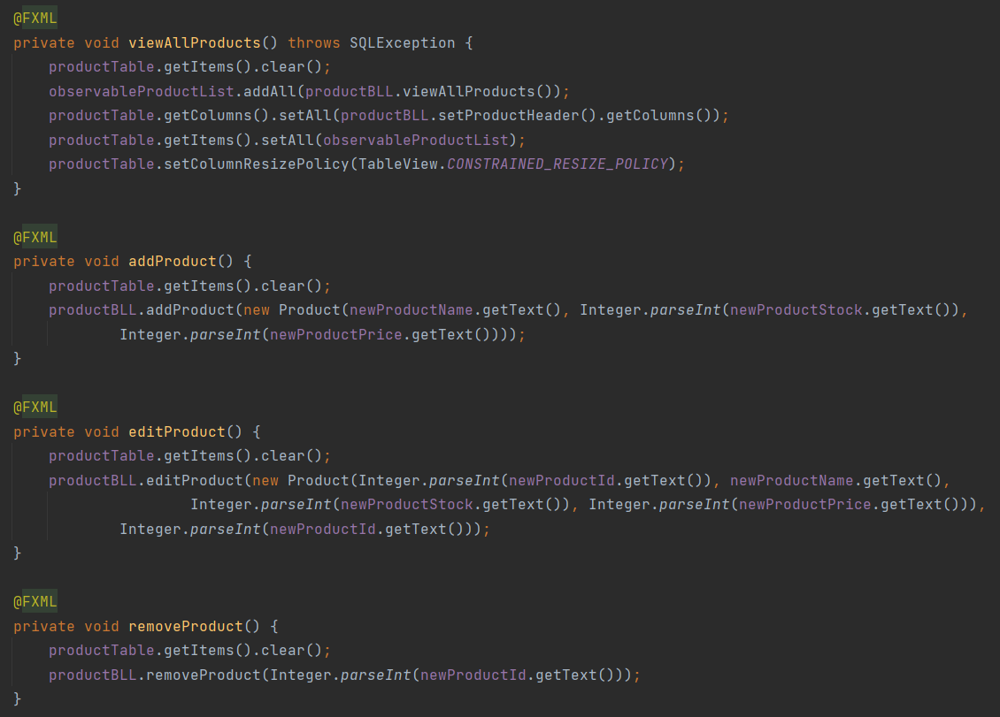 @FXML
private void viewAllProducts() throws SQLException {
    productTable.getItems().clear();
    observableProductList.addAll(productBLL.viewAllProducts());
    productTable.getColumns().setAll(productBLL.setProductHeader().getColumns());
    productTable.getItems().setAll(observableProductList);
    productTable.setColumnResizePolicy(TableView.CONSTRAINED_RESIZE_POLICY);
}

@FXML
private void addProduct() {
    productTable.getItems().clear();
    productBLL.addProduct(new Product(newProductName.getText(), Integer.parseInt(newProductStock.getText()),
            Integer.parseInt(newProductPrice.getText())));
}

@FXML
private void editProduct() {
    productTable.getItems().clear();
    productBLL.editProduct(new Product(Integer.parseInt(newProductId.getText()), newProductName.getText(),
                    Integer.parseInt(newProductStock.getText()), Integer.parseInt(newProductPrice.getText())),
            Integer.parseInt(newProductId.getText()));
}

@FXML
private void removeProduct() {
    productTable.getItems().clear();
    productBLL.removeProduct(Integer.parseInt(newProductId.getText()));
}